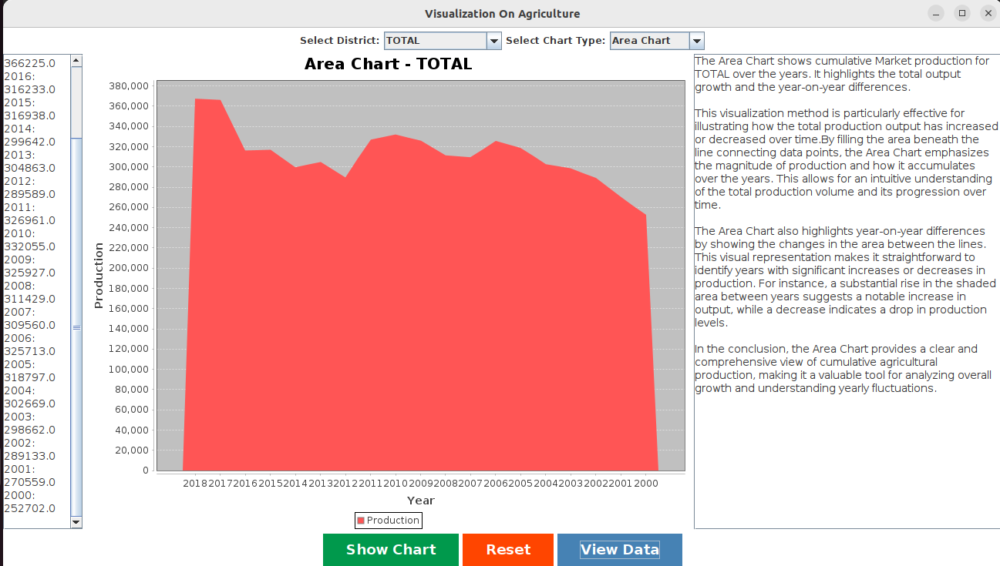 Visualization On Agriculture
Select District: TOTAL Select Chart Type: Area Chart
366225.0
2016:
316233.0
2015:
316938.0
2014:
299642.0
2013:
304863.0
2012:
289589.0
2011:
326961.0
2010:
332055.0
2009:
325927.0
2008:
311429.0
2007:
309560.0
2006:
325713.0
2005:
318797.0
2004:
302669.0
2003:
298662.0
2002:
289133.0
2001:
270559.0
2000:
252702.0
Area Chart - TOTAL
Production
380,000
360,000
340,000
320,000
300,000
280,000
260,000
240,000
220,000
200,000
180,000
160,000
140,000
120,000
100,000
80,000
60,000
40,000
20,000
0
2018 2017 2016 2015 2014 2013 2012 2011 2010 2009 2008 2007 2006 2005 2004 2003 2002 2001 2000
Year
Production
The Area Chart shows cumulative Market production for
TOTAL over the years. It highlights the total output
growth and the year-on-year differences.
This visualization method is particularly effective for
illustrating how the total production output has increased
or decreased over time.By filling the area beneath the
line connecting data points, the Area Chart emphasizes
the magnitude of production and how it accumulates
over the years. This allows for an intuitive understanding
of the total production volume and its progression over
time.
The Area Chart also highlights year-on-year differences
by showing the changes in the area between the lines.
This visual representation makes it straightforward to
identify years with significant increases or decreases in
production. For instance, a substantial rise in the shaded
area between years suggests a notable increase in
output, while a decrease indicates a drop in production
levels.
In the conclusion, the Area Chart provides a clear and
comprehensive view of cumulative agricultural
production, making it a valuable tool for analyzing overall
growth and understanding yearly fluctuations.
Show Chart
Reset
View Data